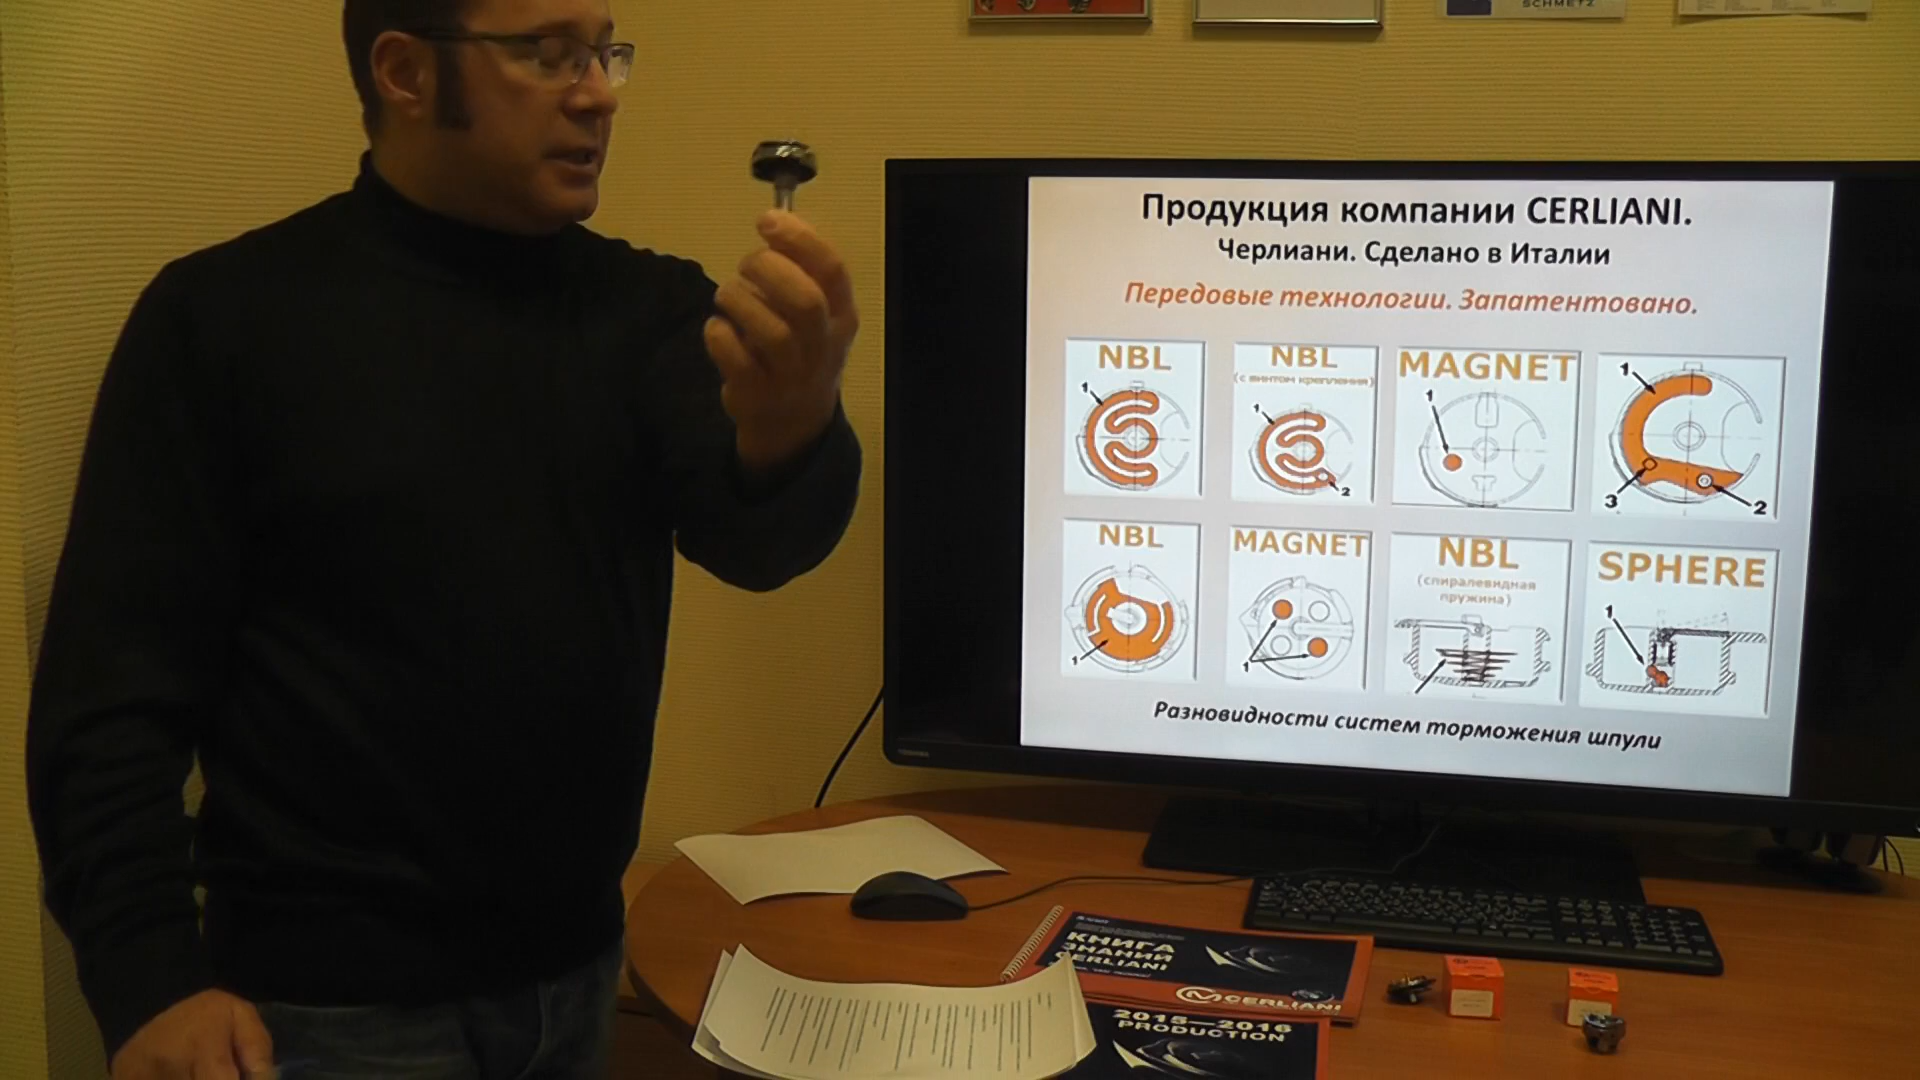 SCHMETZ
Продукция компании CERLIANI.
Черлиани. Сделано в Италии
Передовые технологии. Запатентовано.
NBL
1
NBL
(с винтом крепления)
1
2
MAGNET
1
1
3
2
NBL
1
MAGNET
1
NBL
(спиралевидная
пружина)
SPHERE
1
Разновидности систем торможения шпули
TOSHIBA
КНИГА
ЗНАНИЙ
CERLIANI
CERLIANI
2015—2016
PRODUCTION